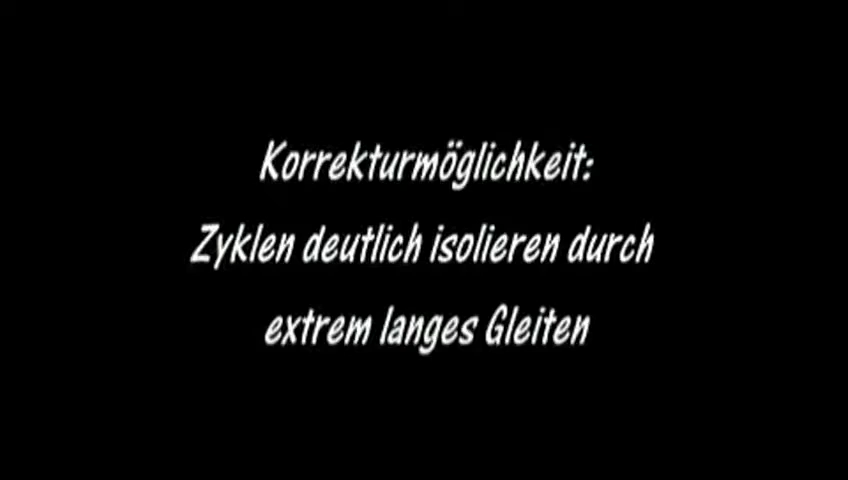 Korrekturmöglichkeit:
Zyklen deutlich isolieren durch
extrem langes Gleiten